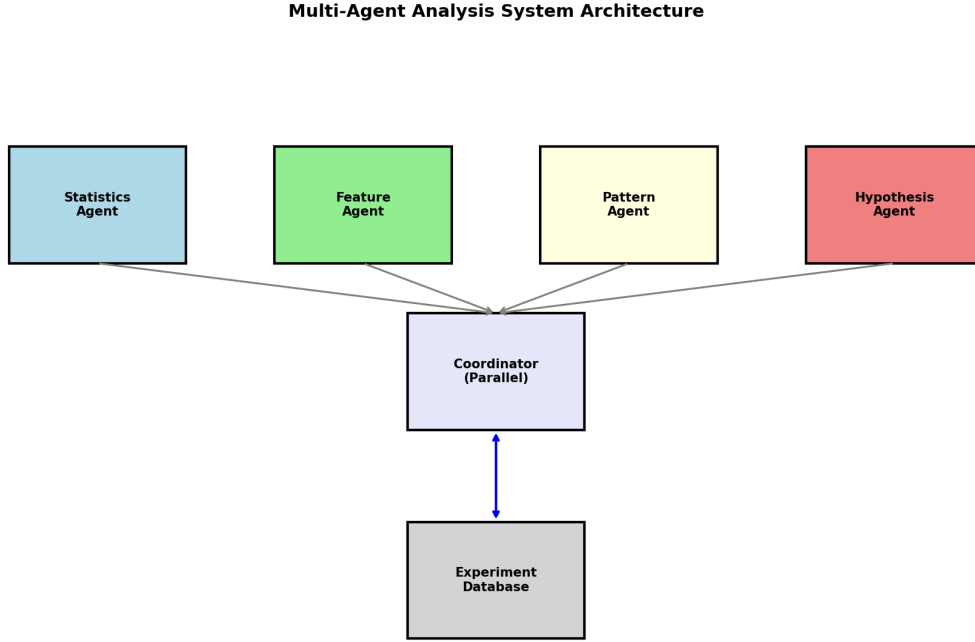 Multi-Agent Analysis System Architecture
Statistics
Agent
Feature
Agent
Pattern
Agent
Hypothesis
Agent
Coordinator
(Parallel)
Experiment
Database